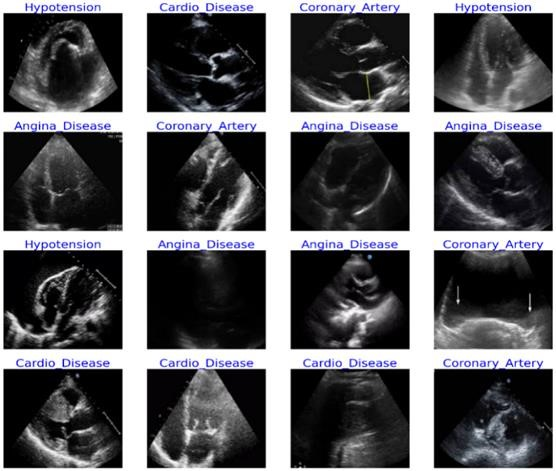 Hypotension Cardio_Disease Coronary_Artery Hypotension
Angina_Disease Coronary_Artery Angina_Disease Angina_Disease
Hypotension Angina_Disease Angina_Disease Coronary_Artery
Cardio_Disease Cardio_Disease Cardio_Disease Coronary_Artery